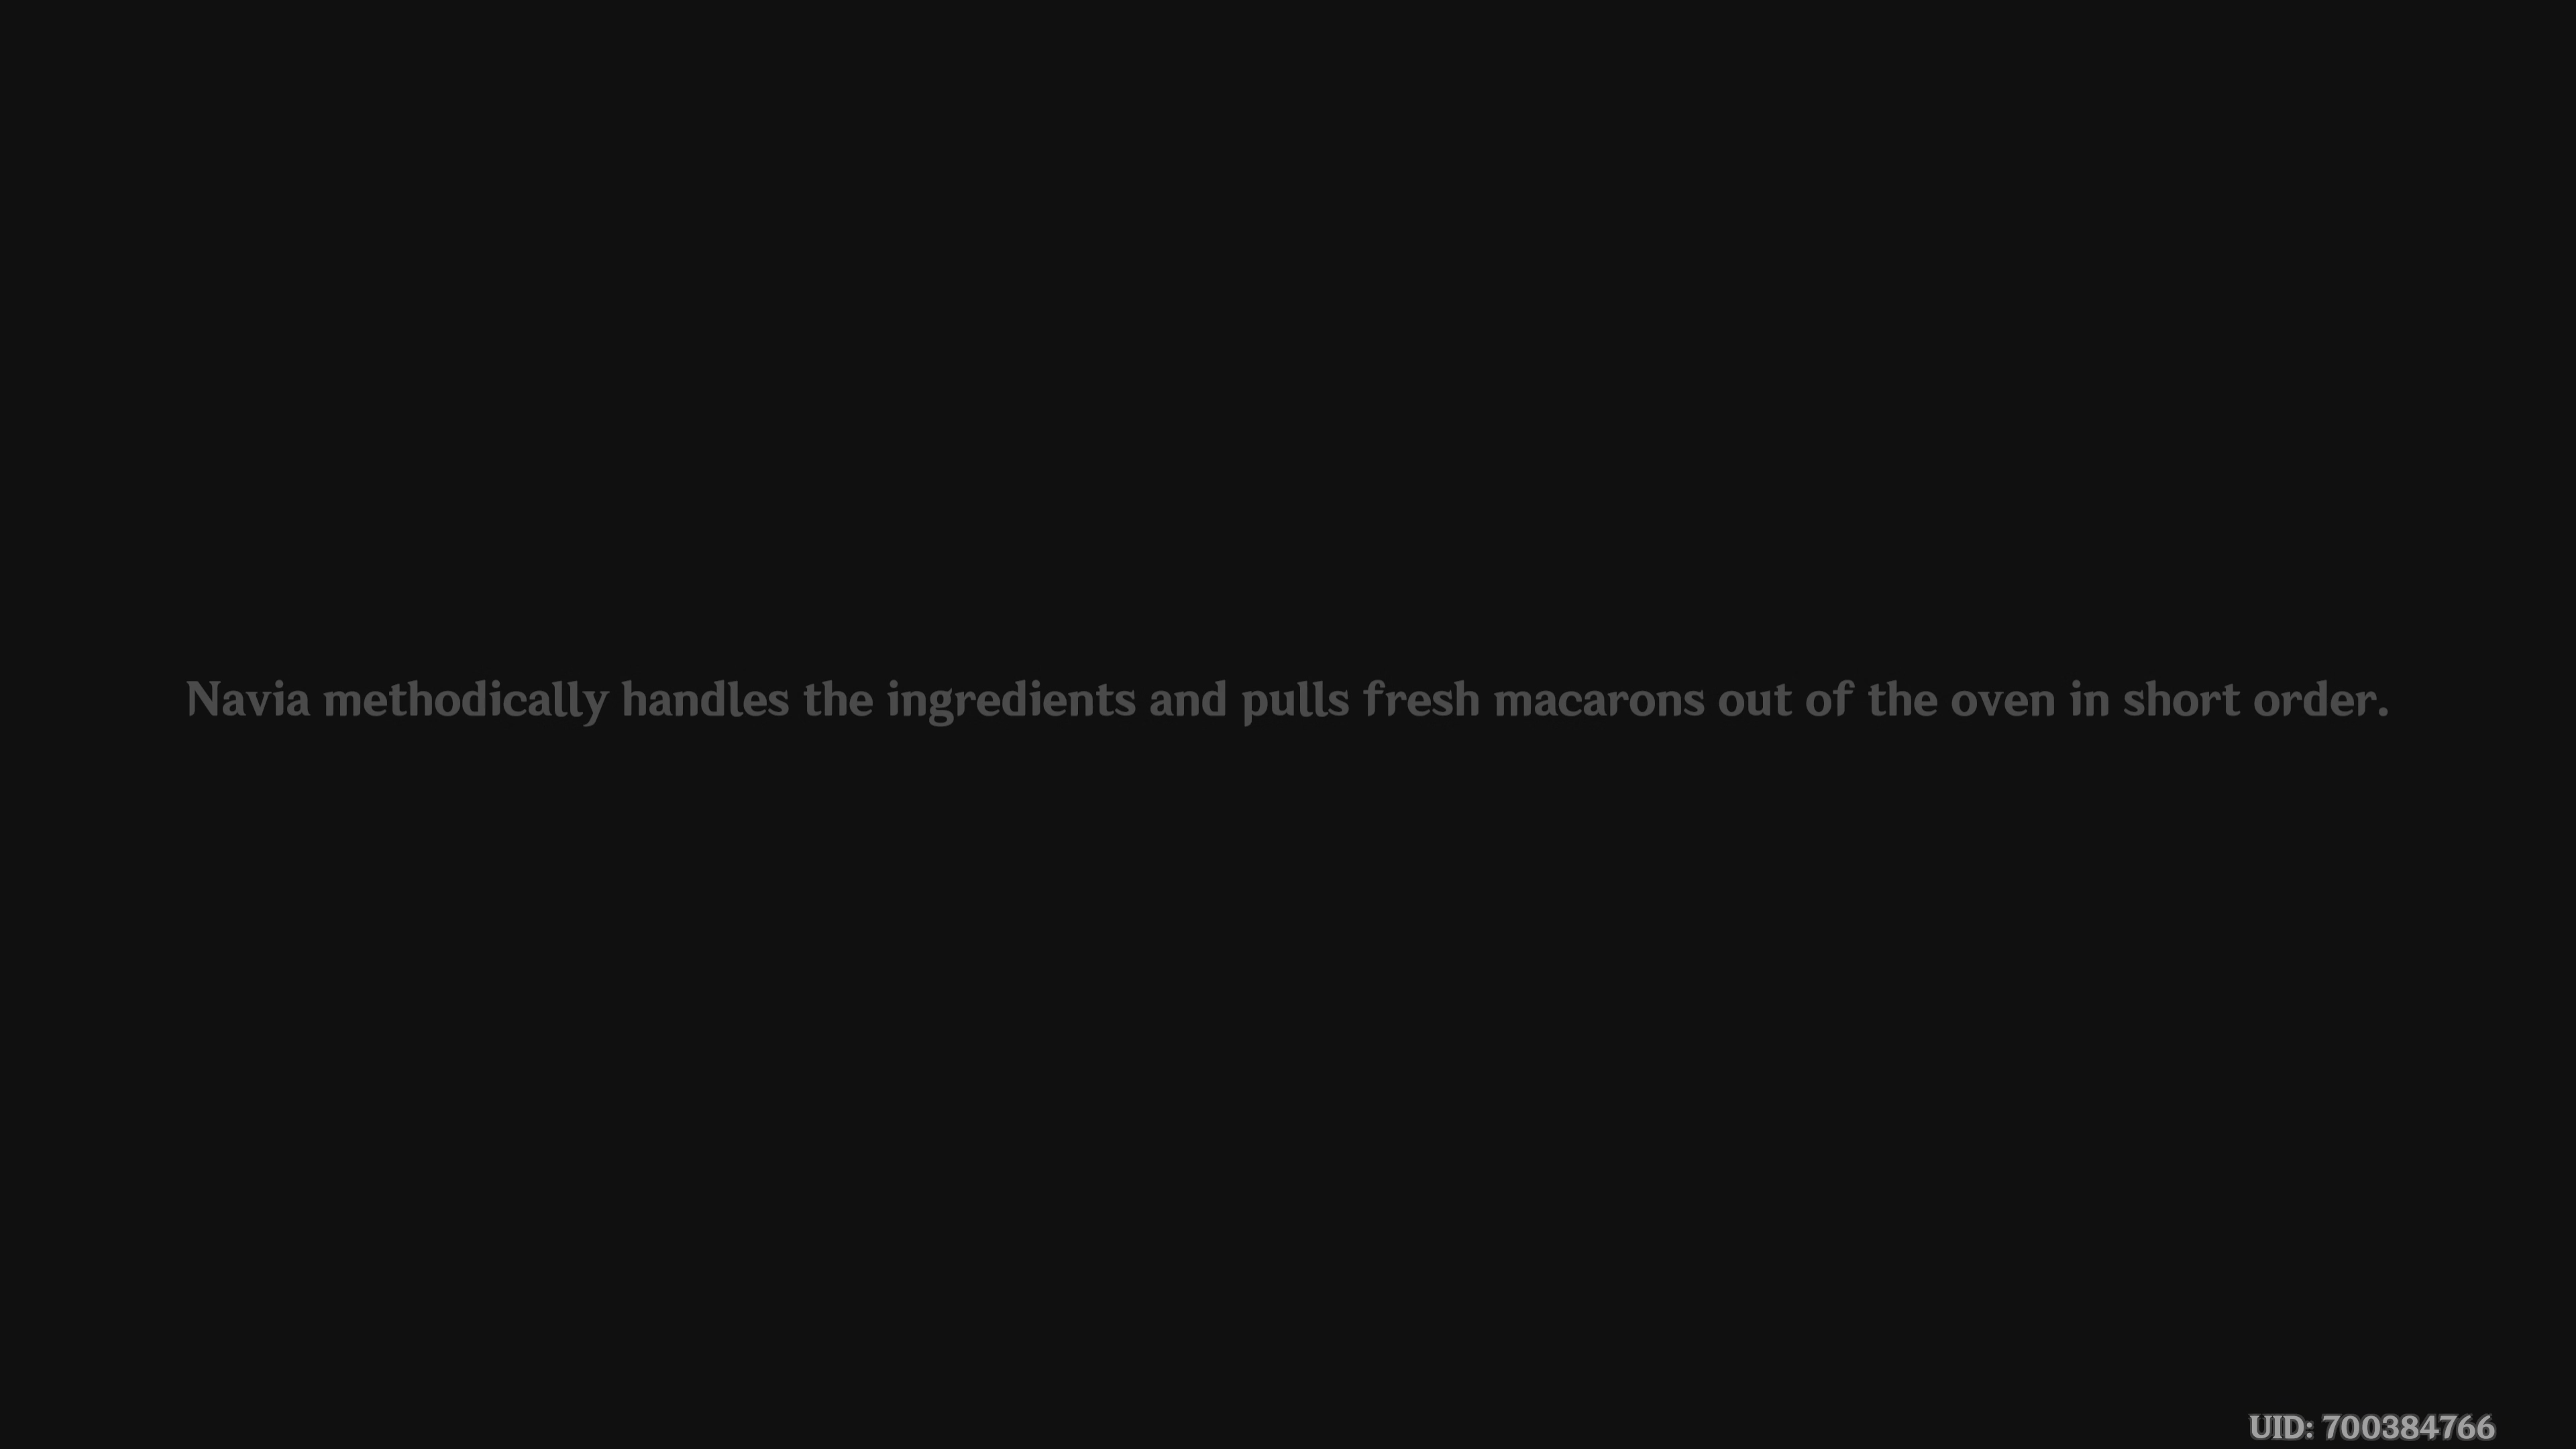 Navia methodically handles the ingredients and pulls fresh macarons out of the oven in short order.
UID: 700384766